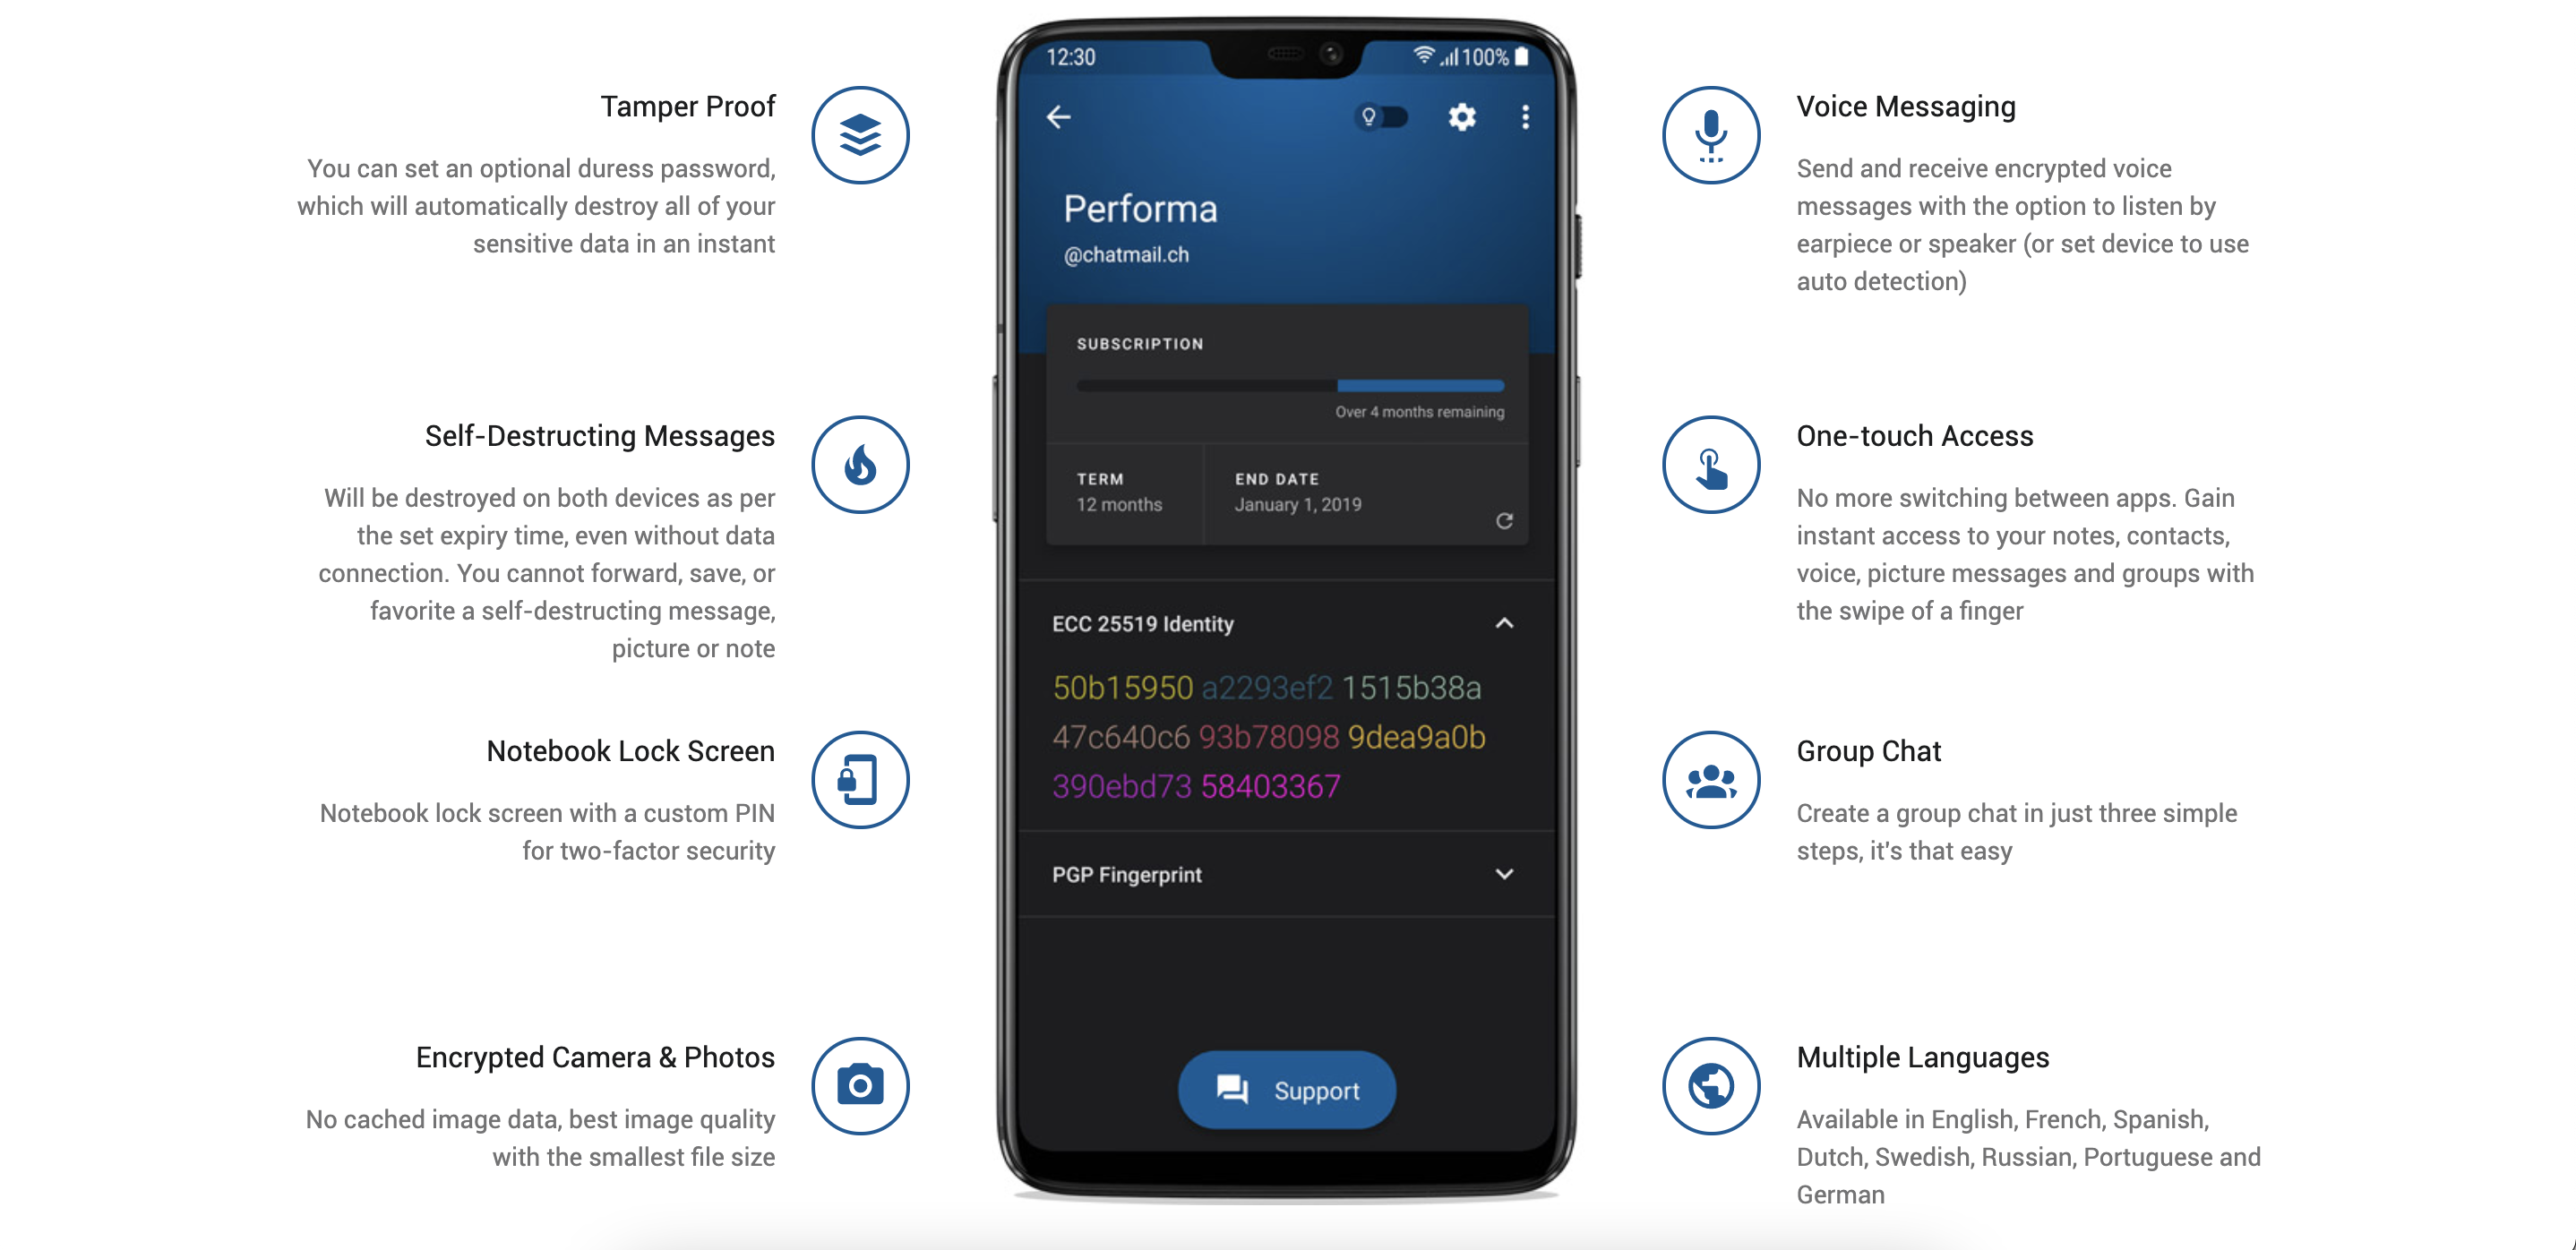 Tamper Proof
You can set an optional duress password,
which will automatically destroy all of your
sensitive data in an instant
Self-Destructing Messages
Will be destroyed on both devices as per
the set expiry time, even without data
connection. You cannot forward, save, or
favorite a self-destructing message,
picture or note
Notebook Lock Screen
Notebook lock screen with a custom PIN
for two-factor security
Encrypted Camera & Photos
No cached image data, best image quality
with the smallest file size
12:30
100%
Performa
@chatmail.ch
SUBSCRIPTION
Over 4 months remaining
TERM
12 months
END DATE
January 1, 2019
ECC 25519 Identity
50b15950 a2293ef2 1515b38a
47c640c6 93b78098 9dea9a0b
390ebd73 58403367
PGP Fingerprint
Support
Voice Messaging
Send and receive encrypted voice
messages with the option to listen by
earpiece or speaker (or set device to use
auto detection)
One-touch Access
No more switching between apps. Gain
instant access to your notes, contacts,
voice, picture messages and groups with
the swipe of a finger
Group Chat
Create a group chat in just three simple
steps, it's that easy
Multiple Languages
Available in English, French, Spanish,
Dutch, Swedish, Russian, Portuguese and
German